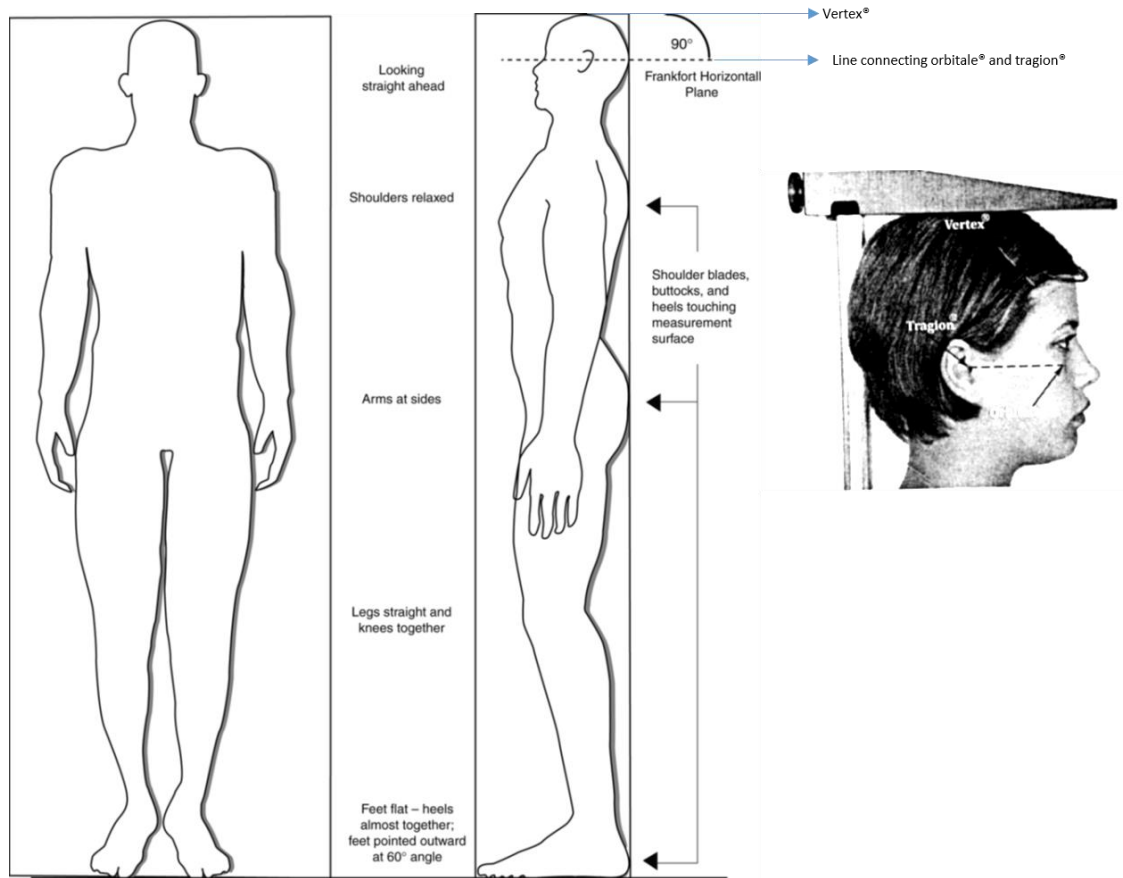 Vertex®
90°
Line connecting orbitale® and tragion®
Looking
straight ahead
Frankfort Horizontall
Plane
Shoulders relaxed
Shoulder blades,
buttocks, and
heels touching
measurement
surface
Arms at sides
Legs straight and
knees together
Feet flat – heels
almost together;
feet pointed outward
at 60° angle
Vertex®
Tragion®